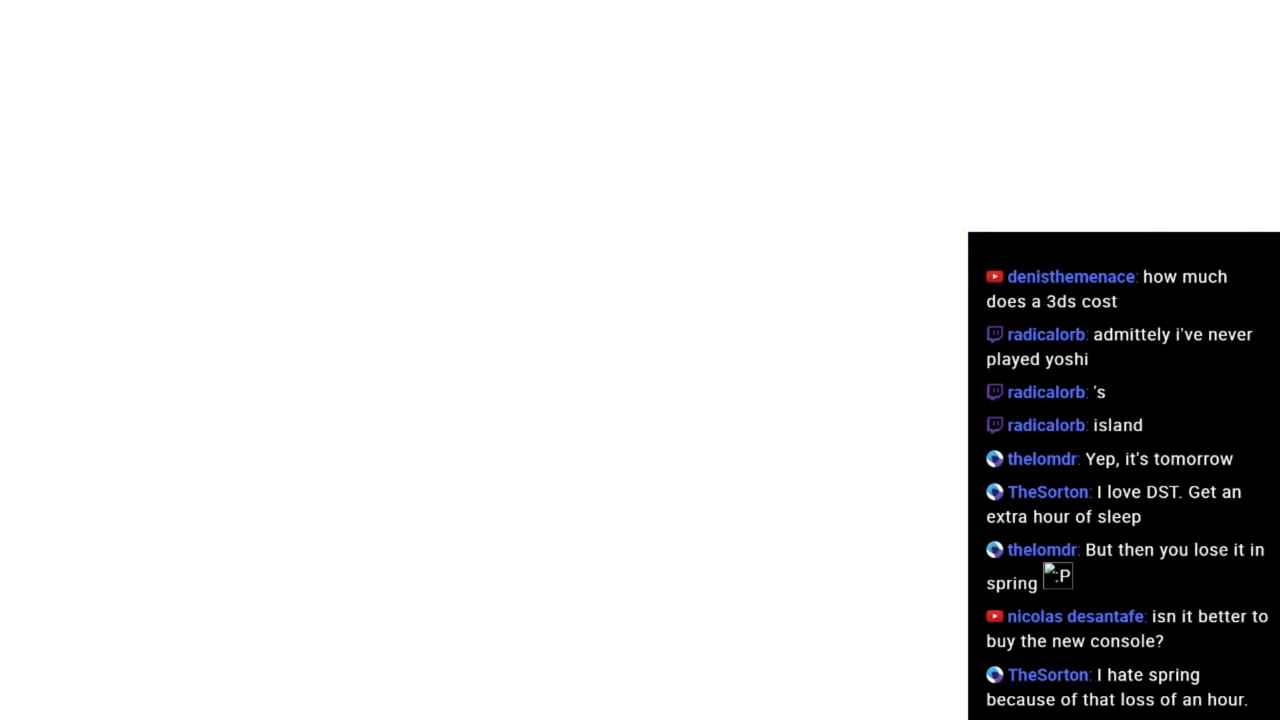 denisthemenace: how much
does a 3ds cost
radicalorb: admittely i've never
played yoshi
radicalorb: 's
radicalorb: island
thelomdr: Yep, it's tomorrow
TheSorton: I love DST. Get an
extra hour of sleep
thelomdr: But then you lose it in
spring :P
nicolas desantafe: isn it better to
buy the new console?
TheSorton: I hate spring
because of that loss of an hour.